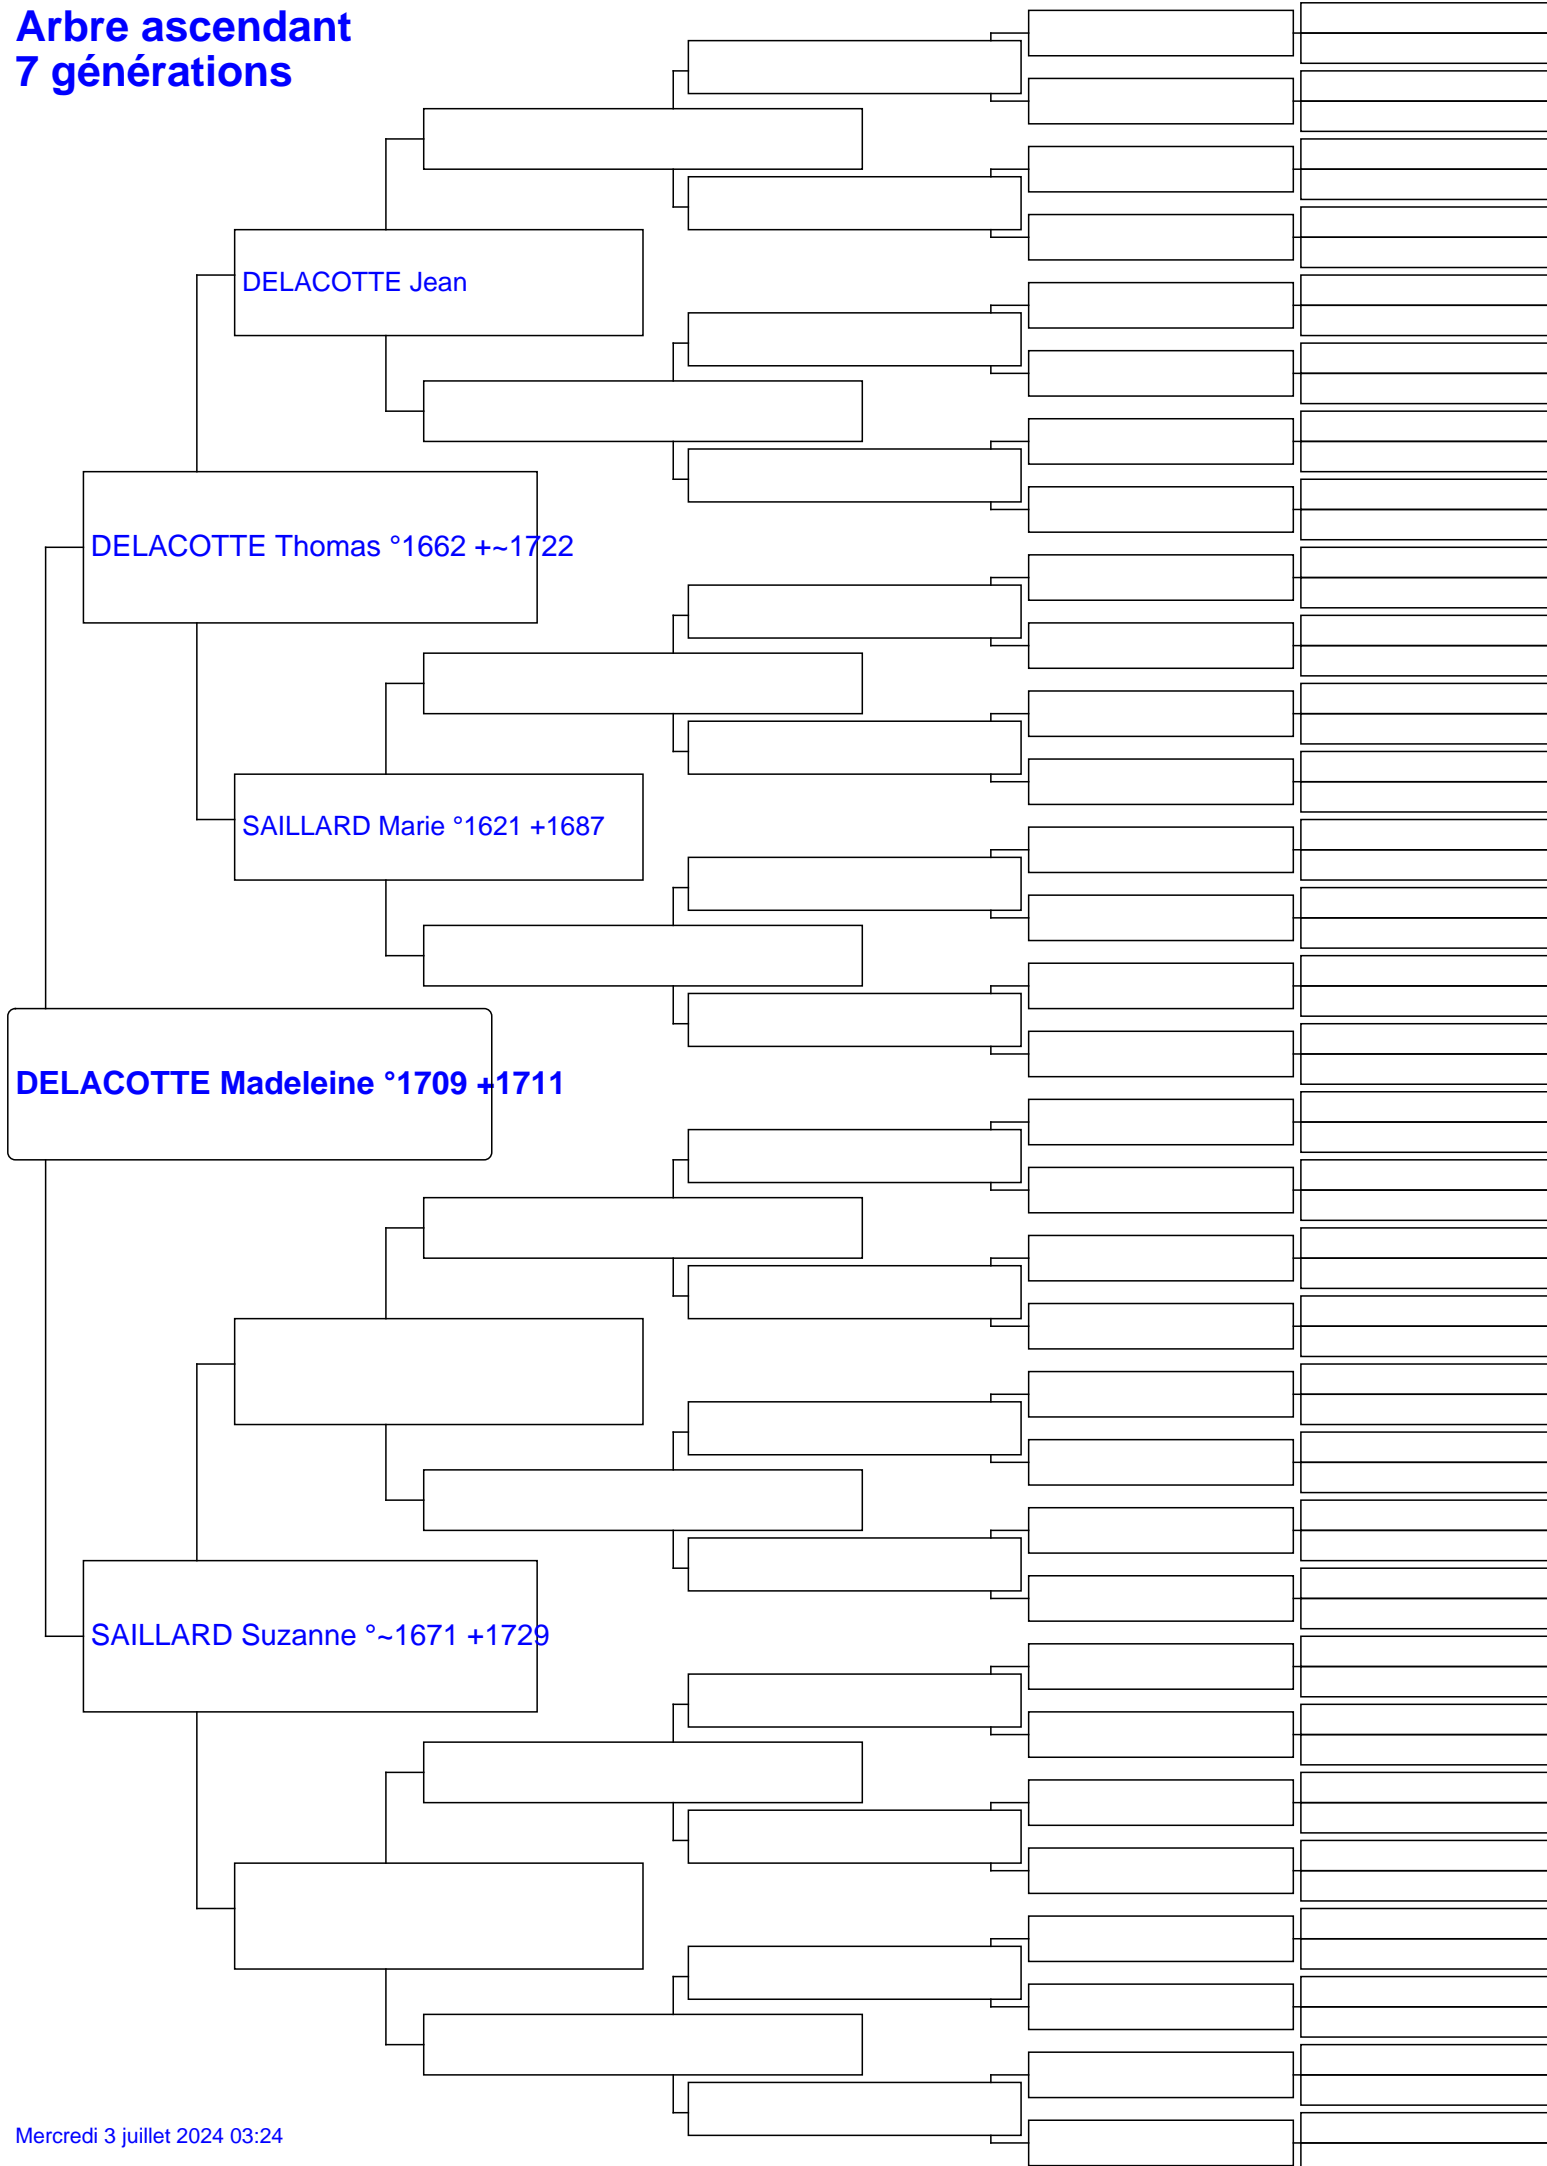 Arbre ascendant
7 générations
DELACOTTE Jean
DELACOTTE Thomas °1662 +~1722
SAILLARD Marie °1621 +1687
DELACOTTE Madeleine °1709 +1711
SAILLARD Suzanne °~1671 +1729
Mercredi 3 juillet 2024 03:24